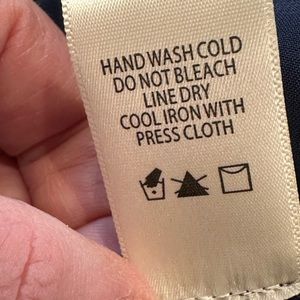 HAND WASH COLD
DO NOT BLEACH
LINE DRY
COOL IRON WITH
PRESS CLOTH